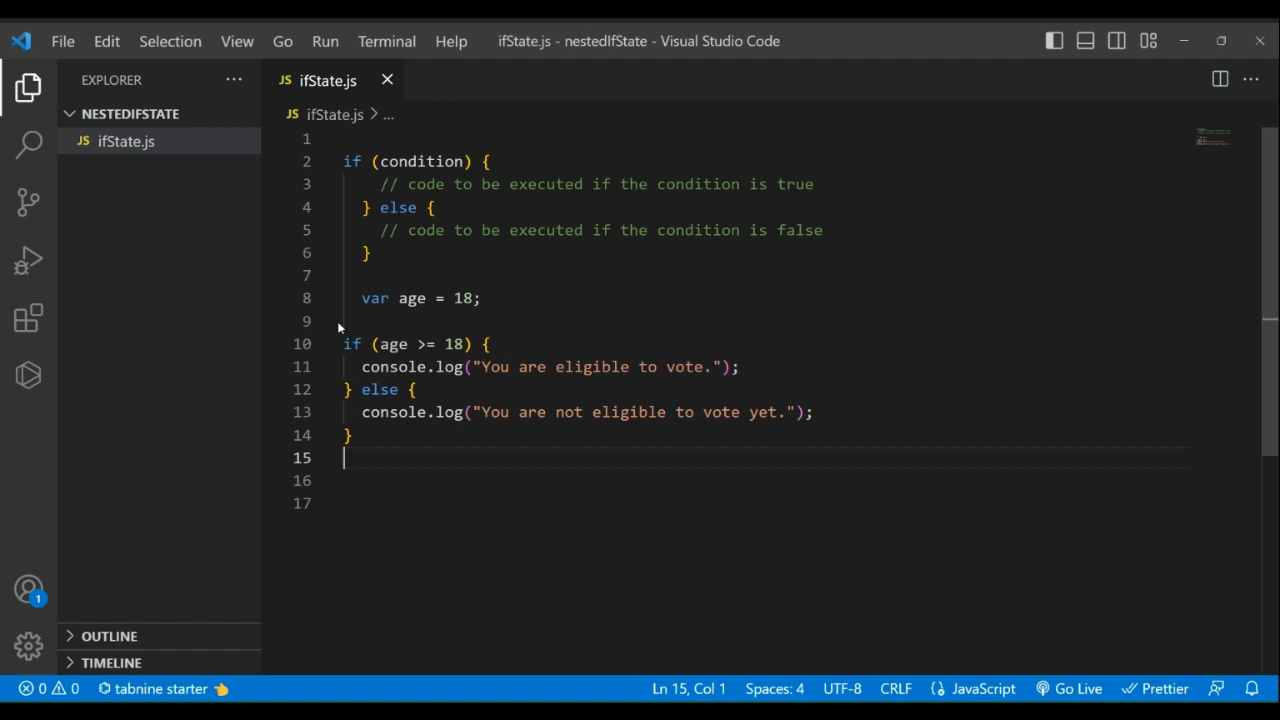 File Edit Selection View Go Run Terminal Help ifState.js - nestedIfState - Visual Studio Code
EXPLORER ...
NESTEDIFSTATE
JS ifState.js
JS ifState.js
JS ifState.js > ...
1
2 if (condition) {
3 // code to be executed if the condition is true
4 } else {
5 // code to be executed if the condition is false
6 }
7
8 var age = 18;
9
10 if (age >= 18) {
11 console.log("You are eligible to vote.");
12 } else {
13 console.log("You are not eligible to vote yet.");
14 }
15
16
17
1
OUTLINE
TIMELINE
0 0 tabnine starter 👈 Ln 15, Col 1 Spaces: 4 UTF-8 CRLF {} JavaScript Go Live Prettier